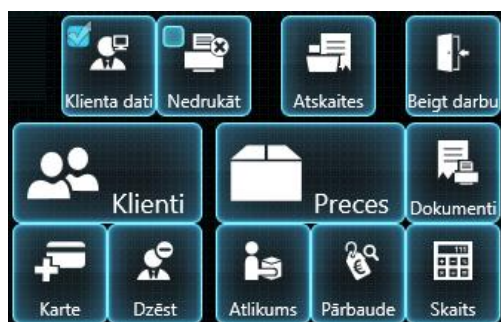 Klienta dati
Nedrukāt
Atskaites
Beigt darbu
Klienti
Preces
Dokumenti
Karte
Dzēst
Atlikums
Pārbaude
Skaits